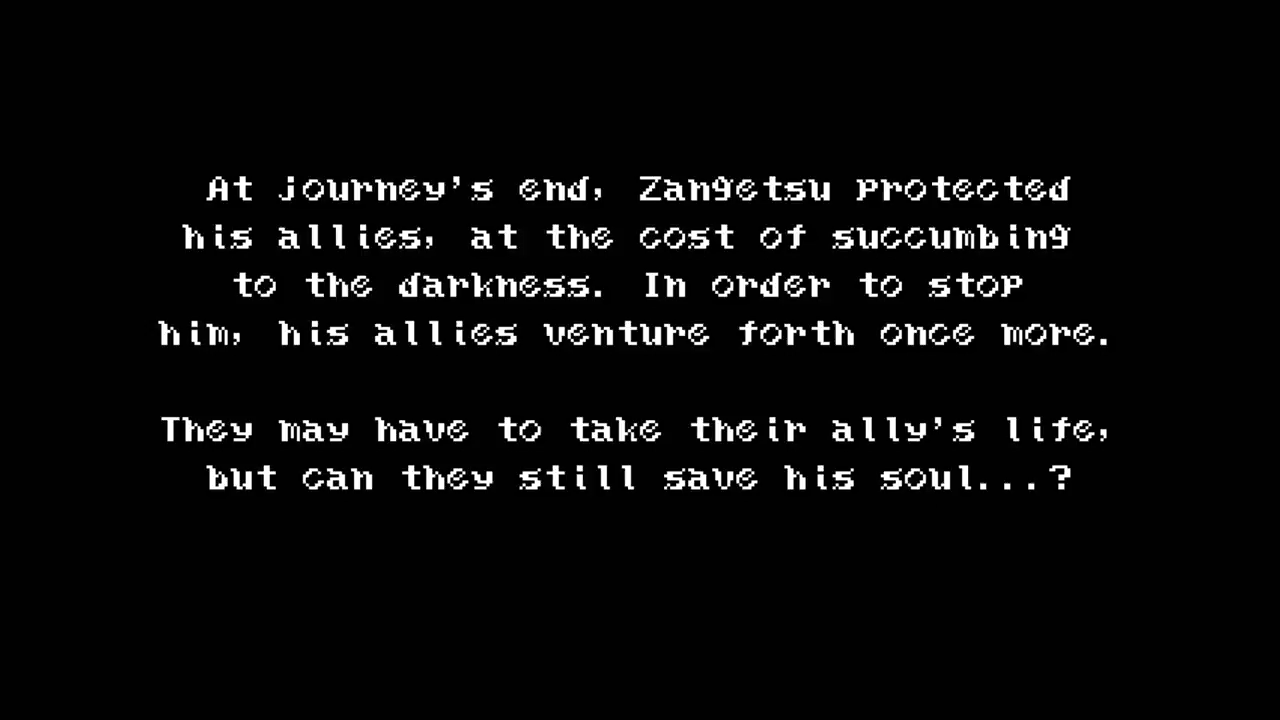 At journey's end, Zangetsu protected
his allies, at the cost of succumbing
to the darkness. In order to stop
him, his allies venture forth once more.
They may have to take their ally's life,
but can they still save his soul...?